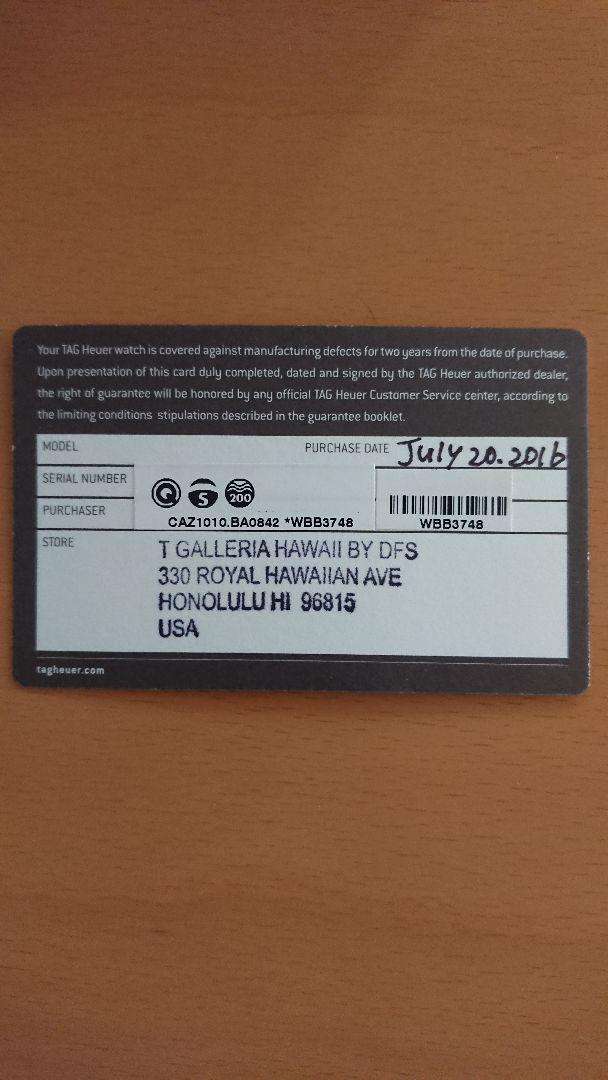 Your TAG Heuer watch is covered against manufacturing defects for two years from the date of purchase.
Upon presentation of this card duly completed, dated and signed by the TAG Heuer authorized dealer,
the right of guarantee will be honored by any official TAG Heuer Customer Service center, according to
the limiting conditions stipulations described in the guarantee booklet.
MODEL PURCHASE DATE July 20. 2016
SERIAL NUMBER
Q S 200
PURCHASER
CAZ1010.BA0842 *WBB3748 WBB3748
STORE T GALLERIA HAWAII BY DFS
330 ROYAL HAWAIIAN AVE
HONOLULU HI 96815
USA
tagheuer.com